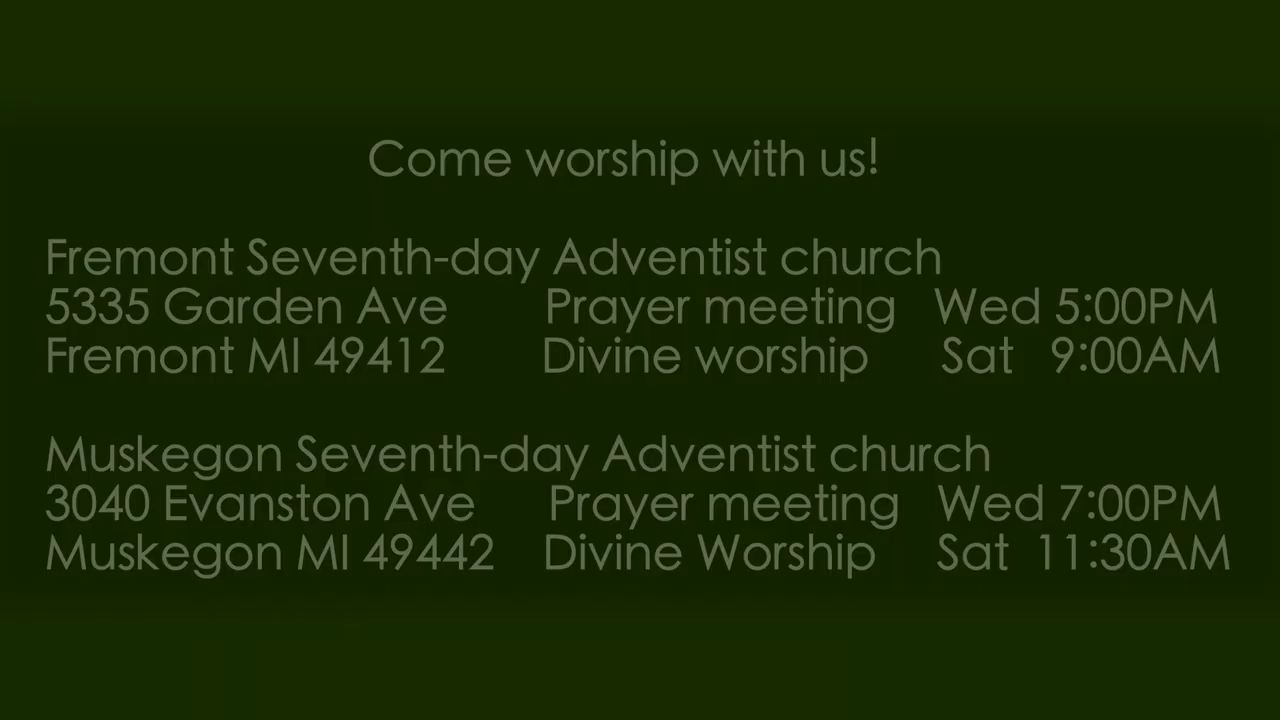 Come worship with us!
Fremont Seventh-day Adventist church
5335 Garden Ave Prayer meeting Wed 5:00PM
Fremont MI 49412 Divine worship Sat 9:00AM
Muskegon Seventh-day Adventist church
3040 Evanston Ave Prayer meeting Wed 7:00PM
Muskegon MI 49442 Divine Worship Sat 11:30AM